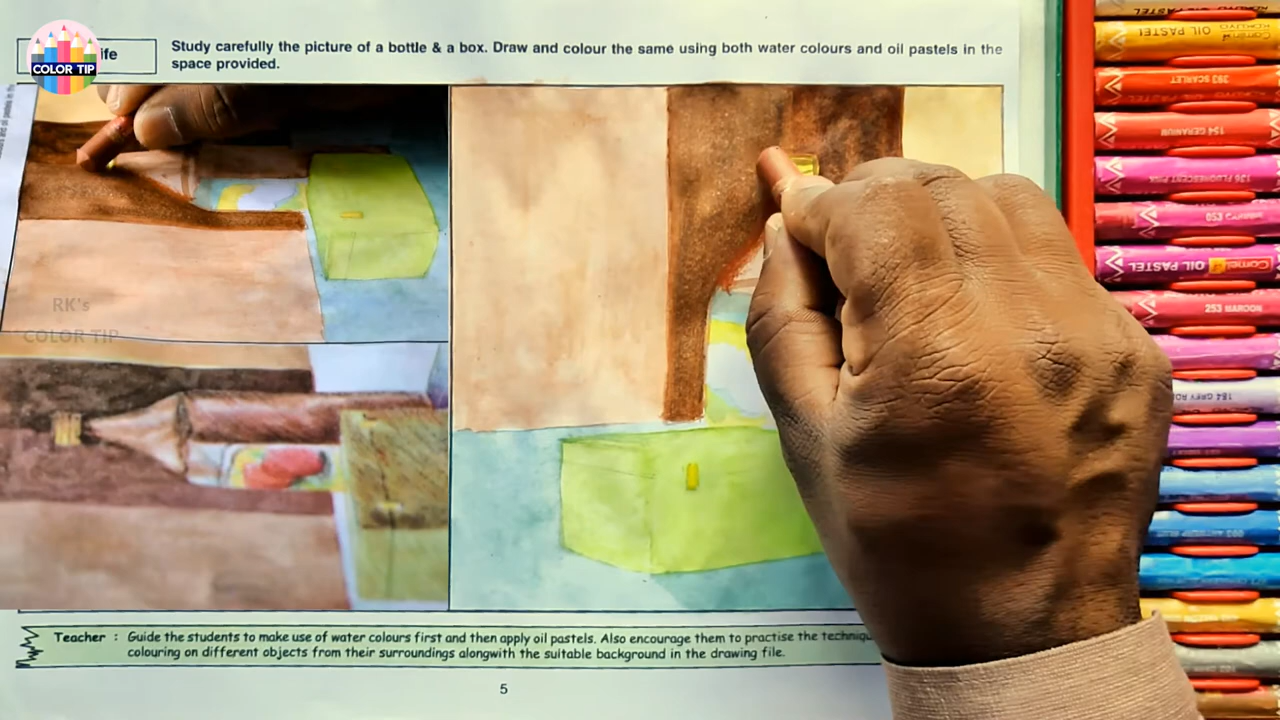 ife
COLOR TIP
Study carefully the picture of a bottle & a box. Draw and colour the same using both water colours and oil pastels in the
space provided.
RK's
COLOR TIP
Teacher : Guide the students to make use of water colours first and then apply oil pastels. Also encourage them to practise the techniqu
colouring on different objects from their surroundings alongwith the suitable background in the drawing file.
5
OIL PASTEL
OIL PASTEL
293 SCARLET
154 GERANIUM
136 FLUORESCENT PINK
053
Camel OIL PASTEL
253 MAROON